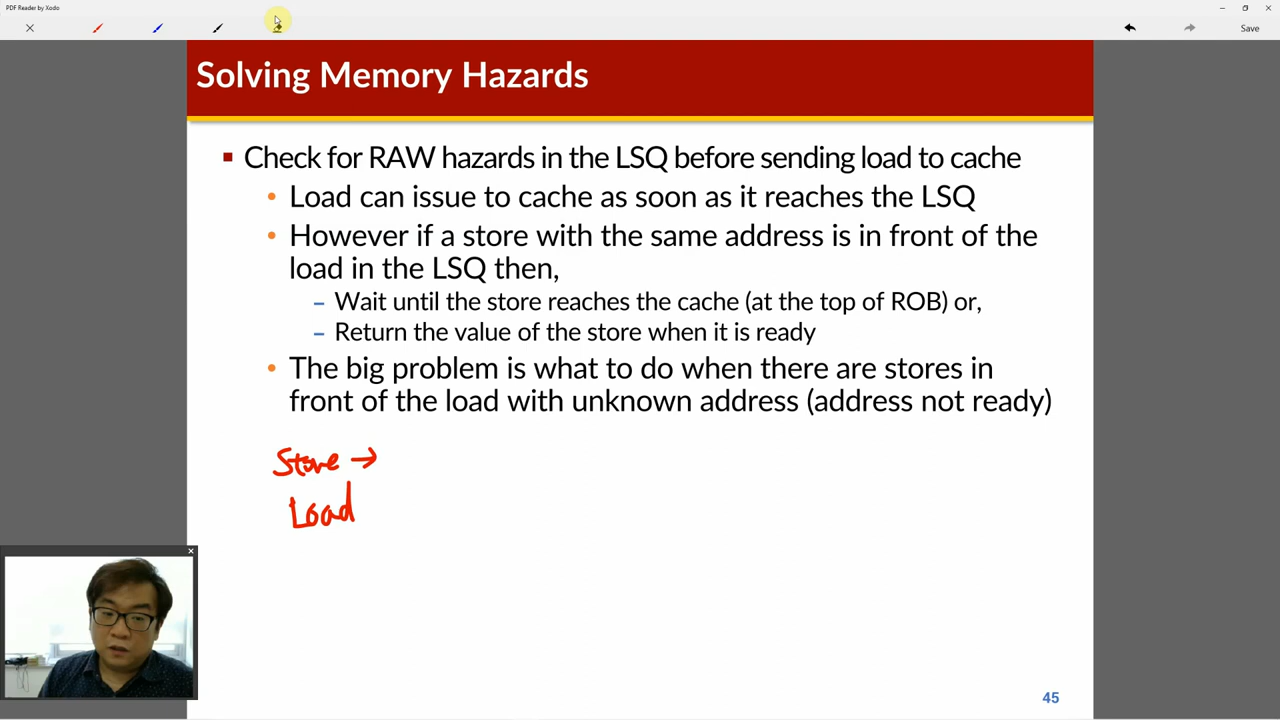 PDF Reader by Xodo
Save
Solving Memory Hazards
Check for RAW hazards in the LSQ before sending load to cache
Load can issue to cache as soon as it reaches the LSQ
However if a store with the same address is in front of the
load in the LSQ then,
– Wait until the store reaches the cache (at the top of ROB) or,
– Return the value of the store when it is ready
The big problem is what to do when there are stores in
front of the load with unknown address (address not ready)
Store →
Load
45